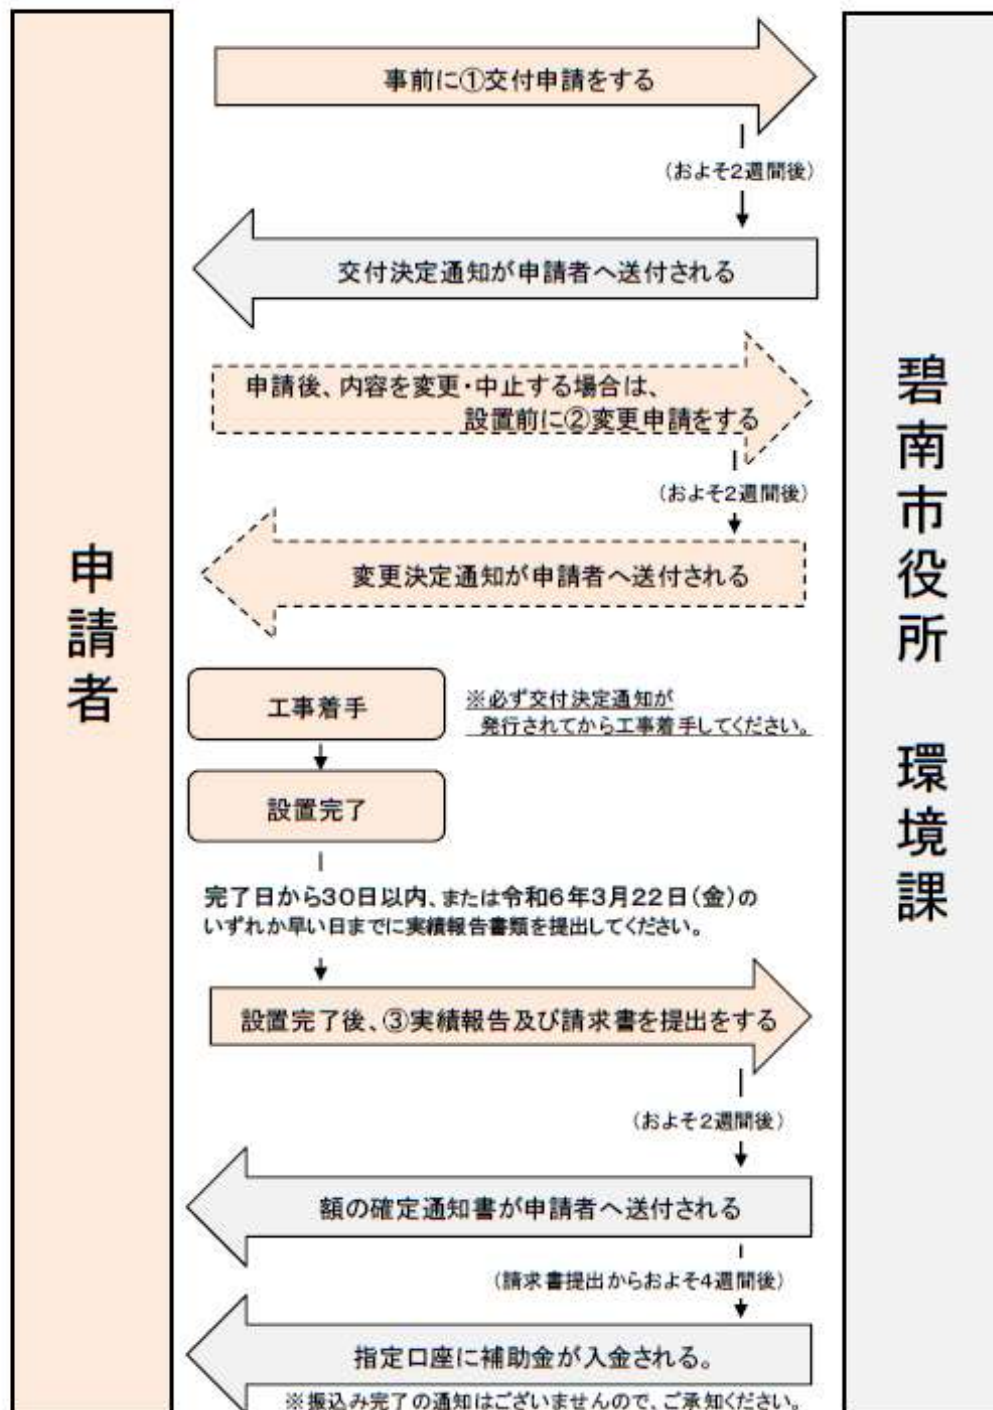 事前に①交付申請をする
(およそ2週間後)
交付決定通知が申請者へ送付される
申請後、内容を変更・中止する場合は、
設置前に②変更申請をする
(およそ2週間後)
変更決定通知が申請者へ送付される
申請者
碧南市役所 環境課
工事着手
※必ず交付決定通知が
発行されてから工事着手してください。
設置完了
完了日から30日以内、または令和6年3月22日(金)の
いずれか早い日までに実績報告書類を提出してください。
設置完了後、③実績報告及び請求書を提出をする
(およそ2週間後)
額の確定通知書が申請者へ送付される
(請求書提出からおよそ4週間後)
指定口座に補助金が入金される。
※振込み完了の通知はございませんので、ご承知ください。